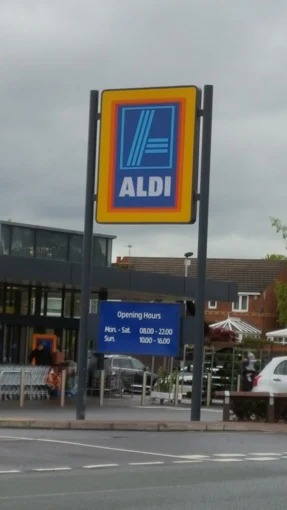 ALDI
Opening Hours
Mon. - Sat. 08.00 - 22.00
Sun. 10.00 - 16.00